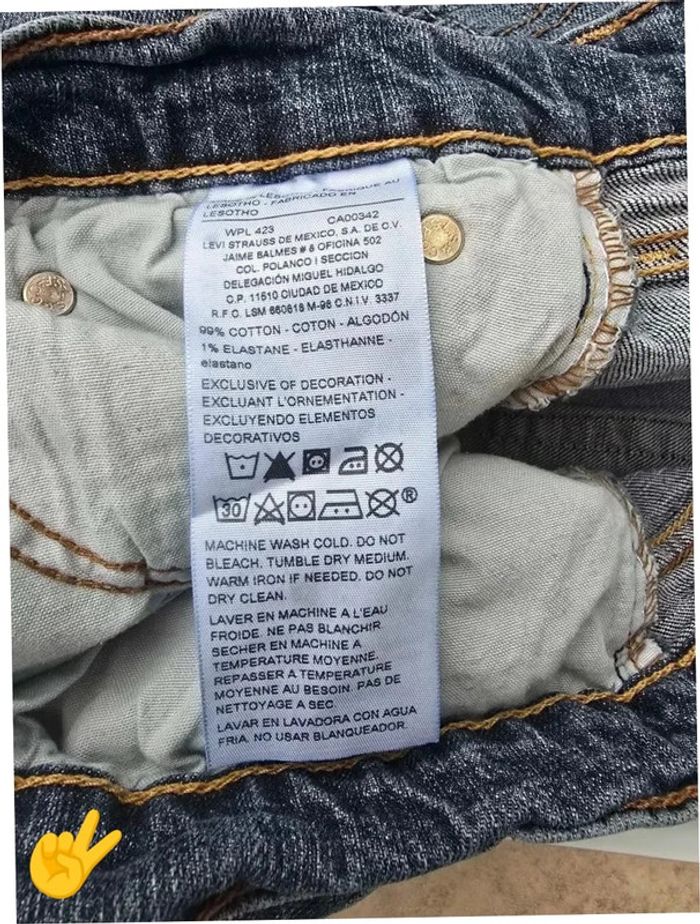 FABRIQUÉ AU
LESOTHO - FABRICADO EN
LESOTHO
WPL 423 CA00342
LEVI STRAUSS DE MEXICO, S.A. DE C.V.
JAIME BALMES # 8 OFICINA 502
COL. POLANCO I SECCION
DELEGACIÓN MIGUEL HIDALGO
C.P. 11510 CIUDAD DE MEXICO
R.F.C. LSM 860618 M-96 C.N.I.V. 3337
99% COTTON - COTON - ALGODÓN
1% ELASTANE - ELASTHANNE -
elastano
EXCLUSIVE OF DECORATION -
EXCLUANT L'ORNEMENTATION -
EXCLUYENDO ELEMENTOS
DECORATIVOS
30 ®
MACHINE WASH COLD. DO NOT
BLEACH. TUMBLE DRY MEDIUM.
WARM IRON IF NEEDED. DO NOT
DRY CLEAN.
LAVER EN MACHINE A L'EAU
FROIDE. NE PAS BLANCHIR
SECHER EN MACHINE A
TEMPERATURE MOYENNE.
REPASSER A TEMPERATURE
MOYENNE AU BESOIN. PAS DE
NETTOYAGE A SEC.
LAVAR EN LAVADORA CON AGUA
FRIA. NO USAR BLANQUEADOR.